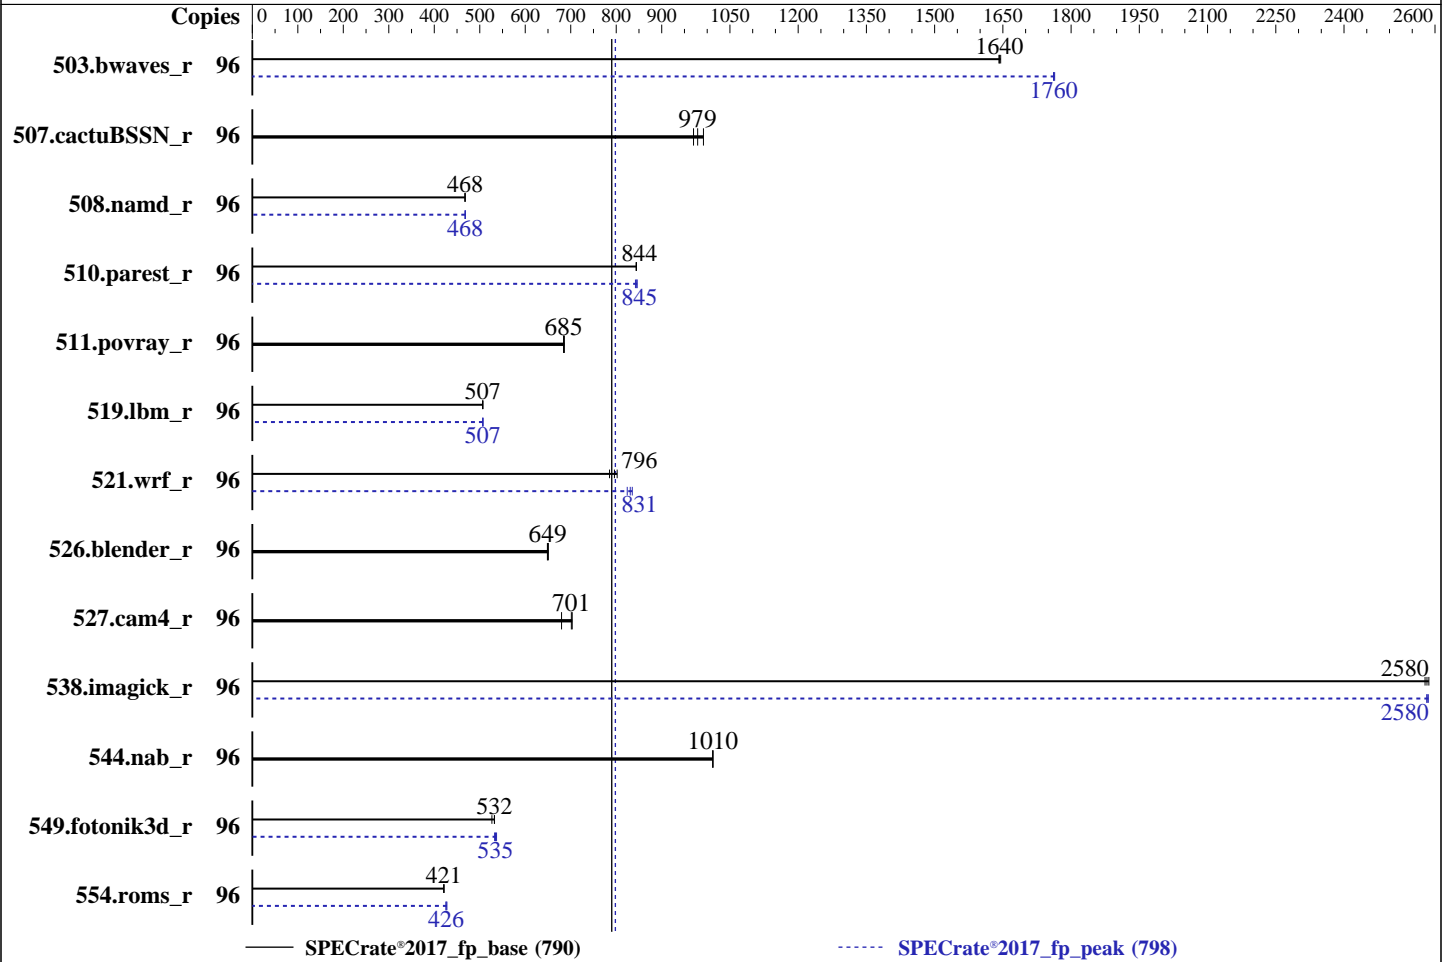 Copies 0 100 200 300 400 500 600 700 800 900 1050 1200 1350 1500 1650 1800 1950 2100 2250 2400 2600
503.bwaves_r 96 1640
1760
507.cactuBSSN_r 96 979
508.namd_r 96 468
468
510.parest_r 96 844
845
511.povray_r 96 685
519.lbm_r 96 507
507
521.wrf_r 96 796
831
526.blender_r 96 649
527.cam4_r 96 701
538.imagick_r 96 2580
2580
544.nab_r 96 1010
549.fotonik3d_r 96 532
535
554.roms_r 96 421
426
SPECrate®2017_fp_base (790) SPECrate®2017_fp_peak (798)